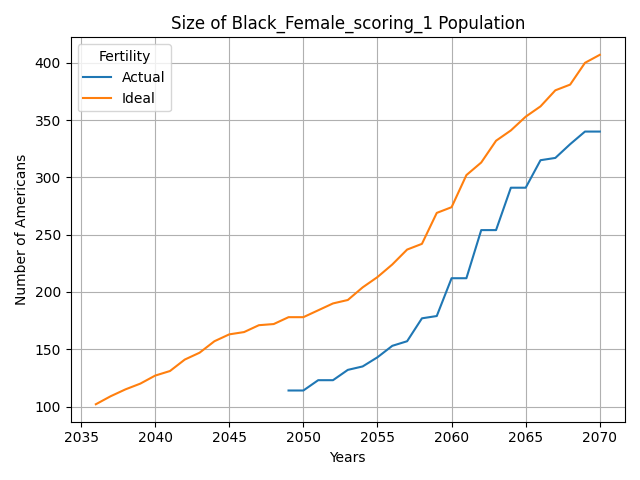 Size of Black_Female_scoring_1 Population
Fertility
Actual
Ideal
Number of Americans
400
350
300
250
200
150
100
2035 2040 2045 2050 2055 2060 2065 2070
Years